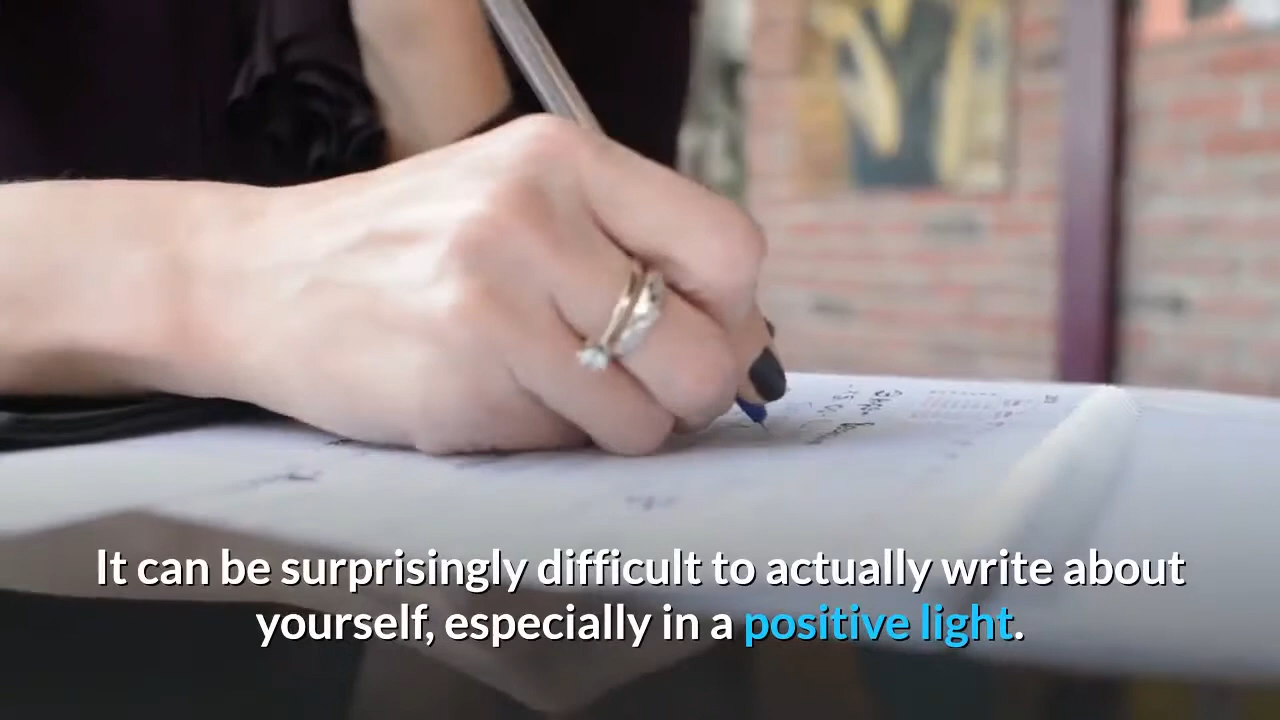 It can be surprisingly difficult to actually write about
yourself, especially in a positive light.